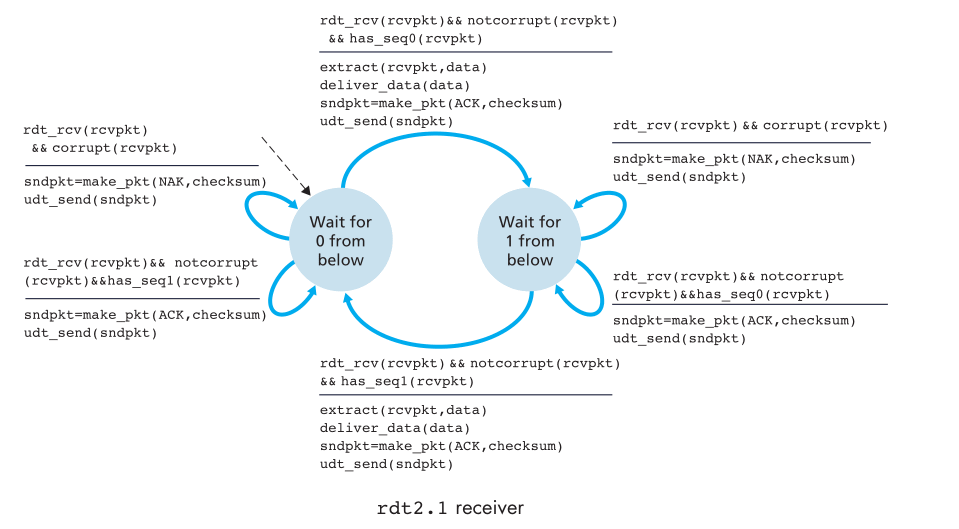 rdt_rcv(rcvpkt)&& notcorrupt(rcvpkt)
&& has_seq0(rcvpkt)
extract(rcvpkt,data)
deliver_data(data)
sndpkt=make_pkt(ACK,checksum)
udt_send(sndpkt)
rdt_rcv(rcvpkt)
&& corrupt(rcvpkt)
sndpkt=make_pkt(NAK,checksum)
udt_send(sndpkt)
rdt_rcv(rcvpkt) && corrupt(rcvpkt)
sndpkt=make_pkt(NAK,checksum)
udt_send(sndpkt)
Wait for
0 from
below
Wait for
1 from
below
rdt_rcv(rcvpkt)&& notcorrupt
(rcvpkt)&&has_seq1(rcvpkt)
sndpkt=make_pkt(ACK,checksum)
udt_send(sndpkt)
rdt_rcv(rcvpkt)&& notcorrupt
(rcvpkt)&&has_seq0(rcvpkt)
sndpkt=make_pkt(ACK,checksum)
udt_send(sndpkt)
rdt_rcv(rcvpkt) && notcorrupt(rcvpkt)
&& has_seq1(rcvpkt)
extract(rcvpkt,data)
deliver_data(data)
sndpkt=make_pkt(ACK,checksum)
udt_send(sndpkt)
rdt2.1 receiver